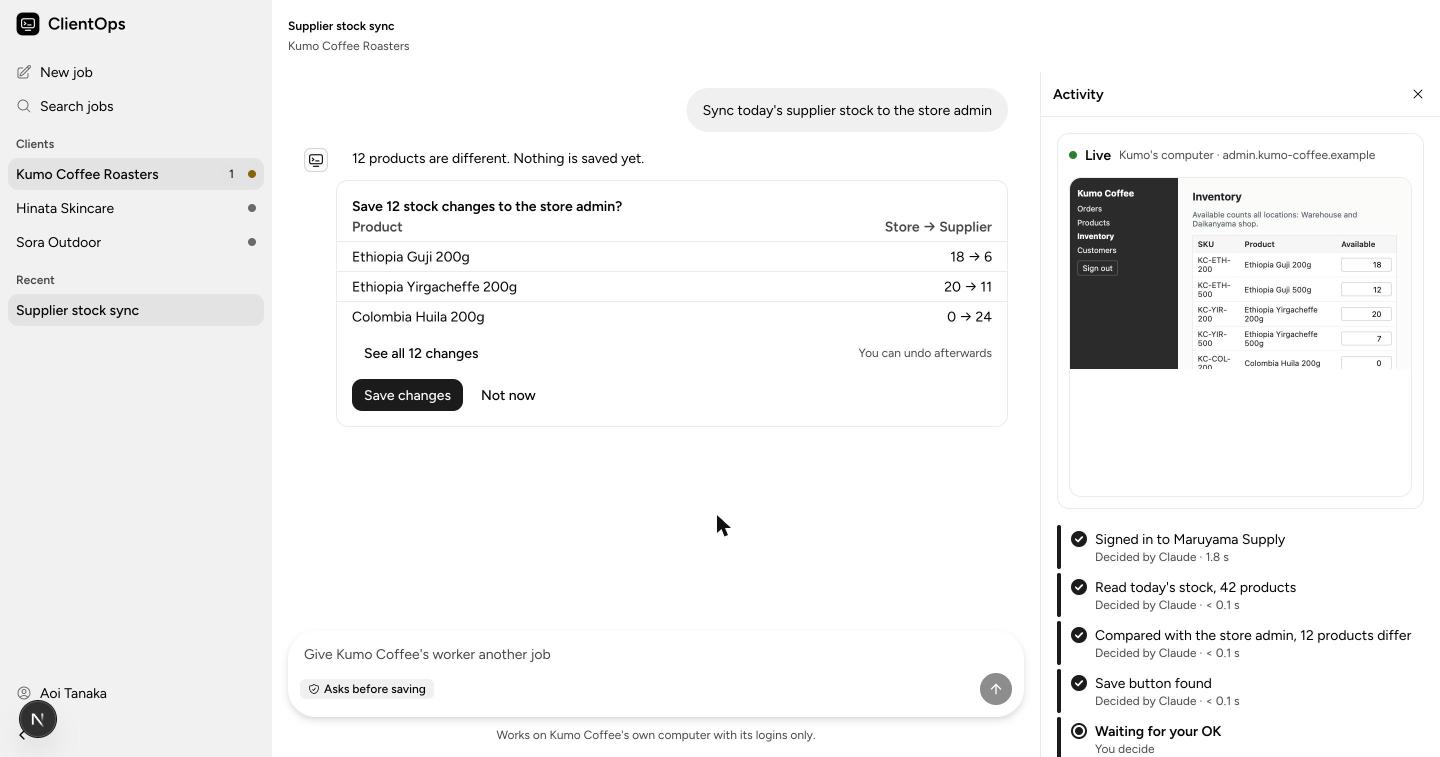 ClientOps
New job
Search jobs
Clients
Kumo Coffee Roasters 1
Hinata Skincare
Sora Outdoor
Recent
Supplier stock sync
Aoi Tanaka
N
Supplier stock sync
Kumo Coffee Roasters
Sync today's supplier stock to the store admin
12 products are different. Nothing is saved yet.
Save 12 stock changes to the store admin?
Product Store → Supplier
Ethiopia Guji 200g 18 → 6
Ethiopia Yirgacheffe 200g 20 → 11
Colombia Huila 200g 0 → 24
See all 12 changes You can undo afterwards
Save changes Not now
Give Kumo Coffee's worker another job
Asks before saving
Works on Kumo Coffee's own computer with its logins only.
Activity
Live Kumo's computer · admin.kumo-coffee.example
Kumo Coffee
Orders
Products
Inventory
Customers
Sign out
Inventory
Available counts all locations: Warehouse and
Daikanyama shop.
SKU Product Available
KC-ETH-
200 Ethiopia Guji 200g 18
KC-ETH-
500 Ethiopia Guji 500g 12
KC-YIR-
200 Ethiopia Yirgacheffe
200g 20
KC-YIR-
500 Ethiopia Yirgacheffe
500g 7
KC-COL-
200 Colombia Huila 200g 0
Signed in to Maruyama Supply
Decided by Claude · 1.8 s
Read today's stock, 42 products
Decided by Claude · < 0.1 s
Compared with the store admin, 12 products differ
Decided by Claude · < 0.1 s
Save button found
Decided by Claude · < 0.1 s
Waiting for your OK
You decide